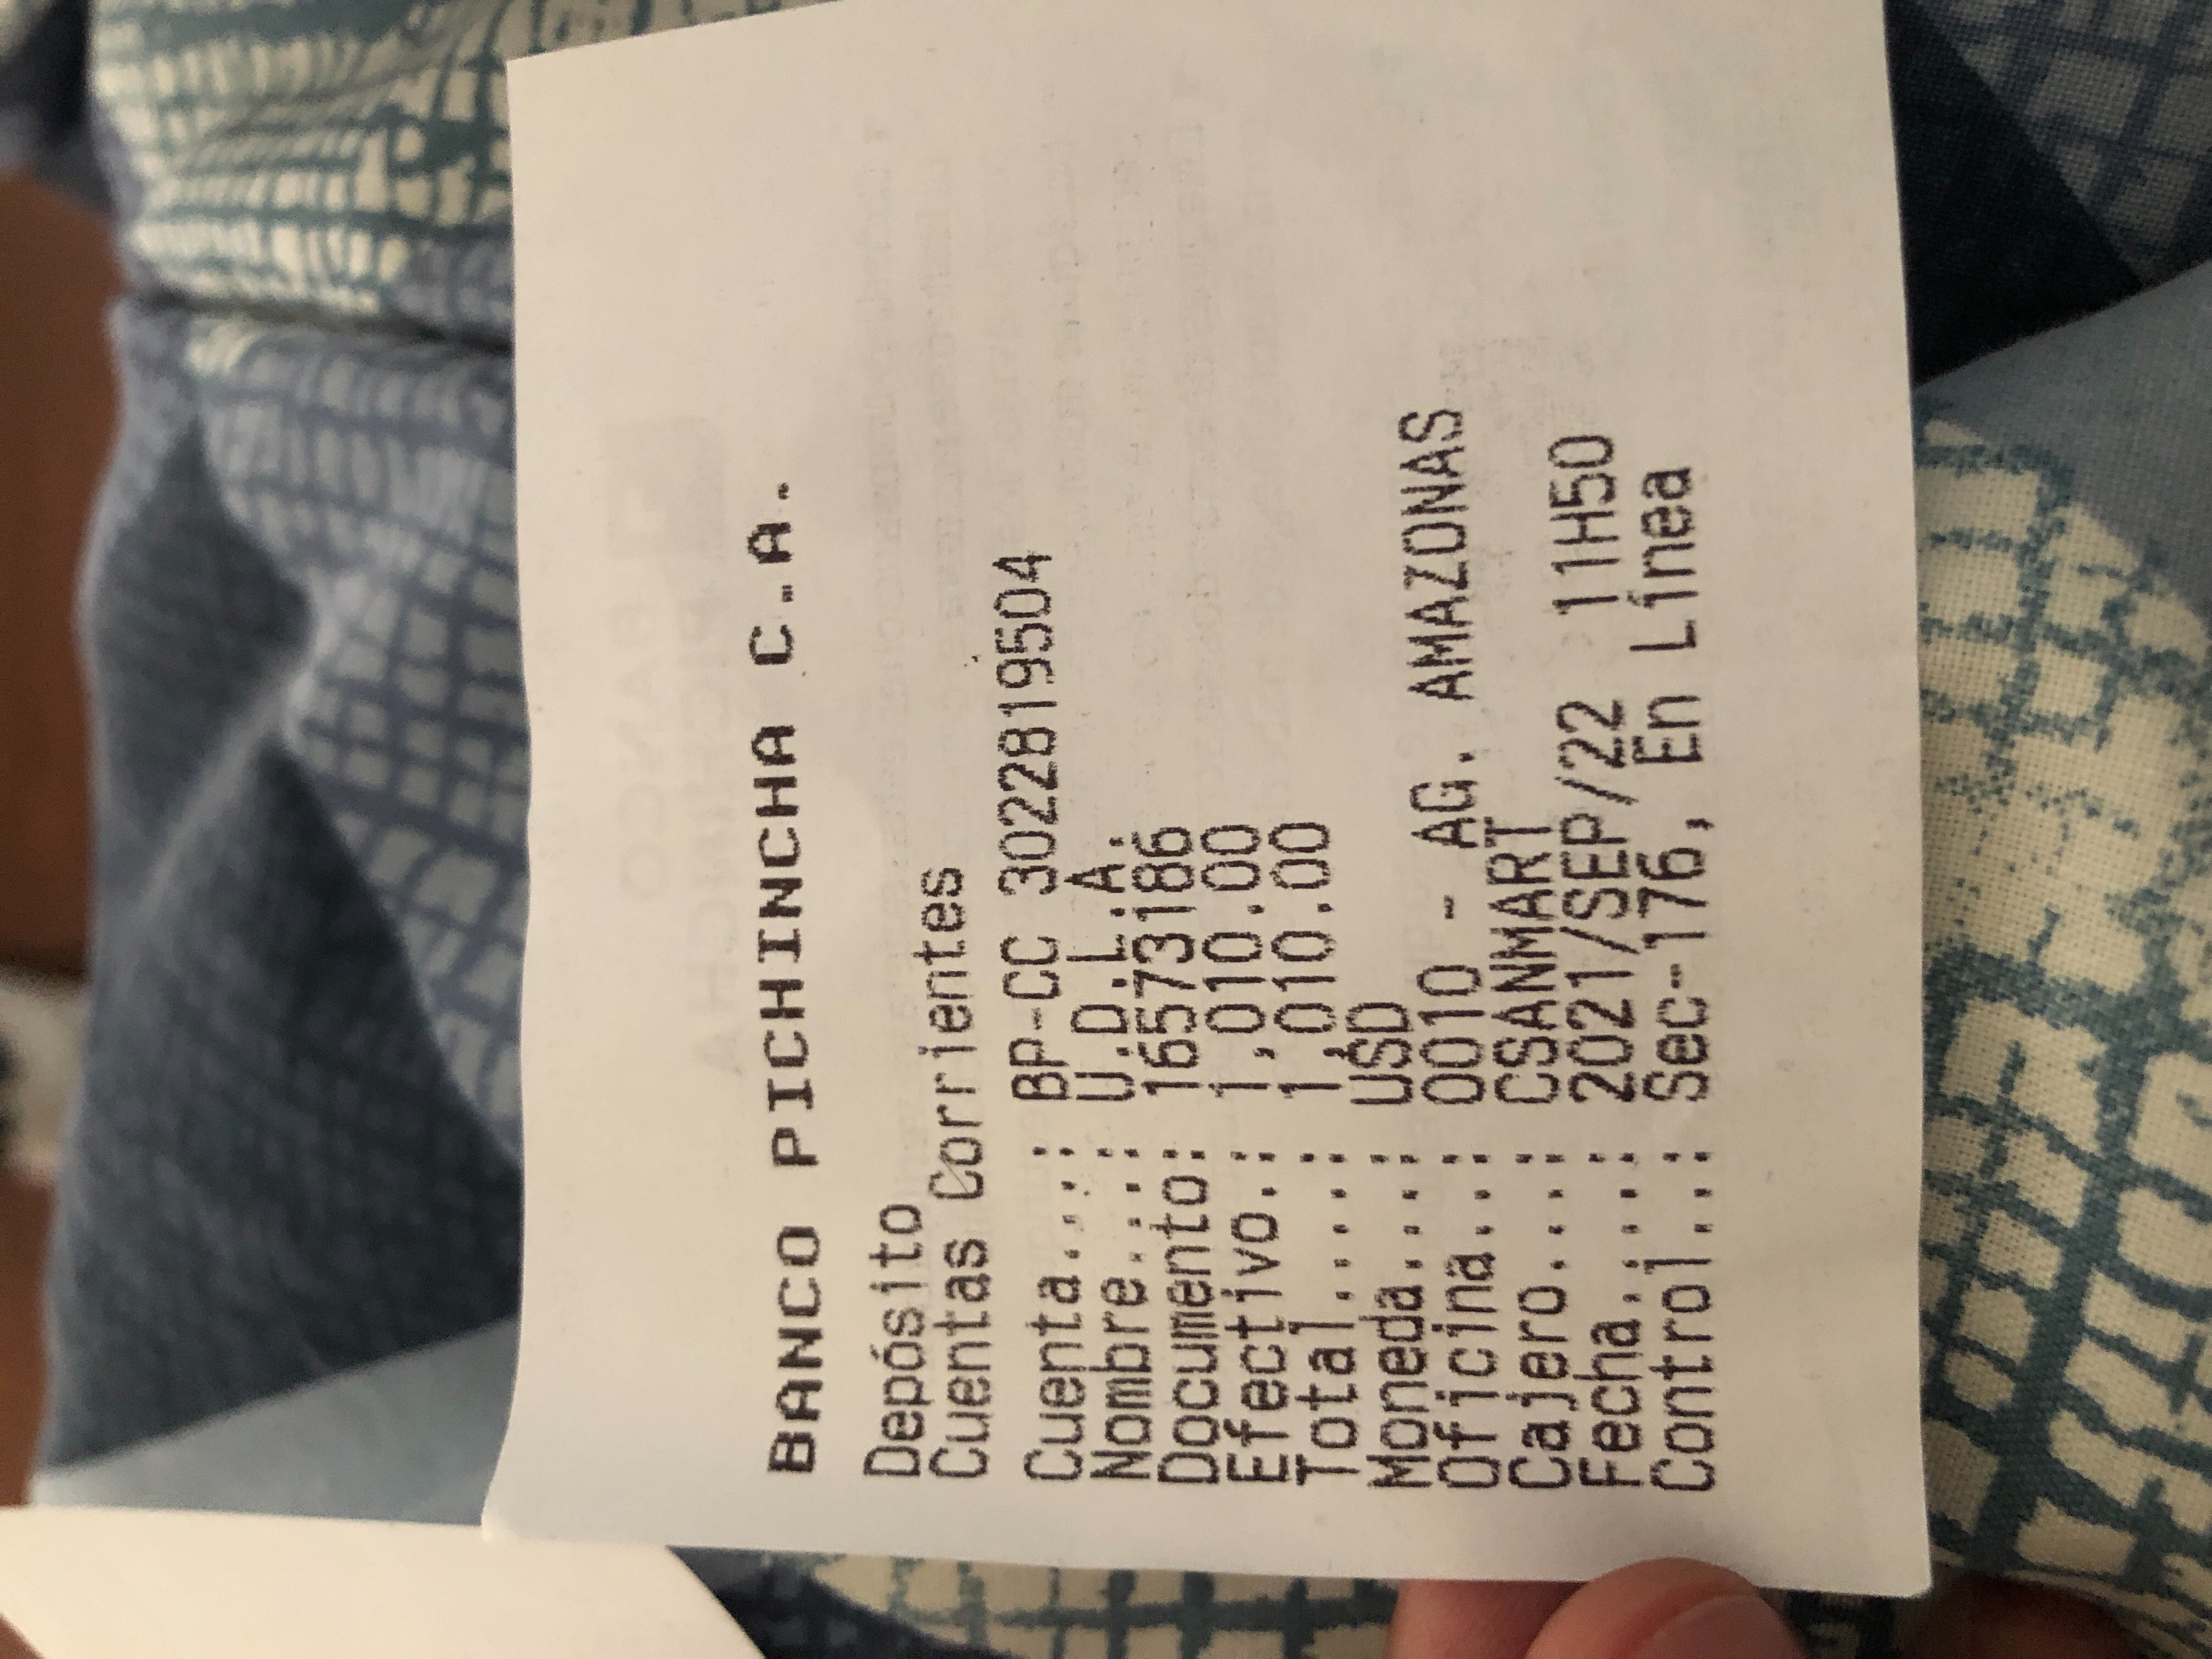 BANCO PICHINCHA C.A.
Depósito
Cuentas Corrientes
Cuenta....: BP-CC 3022819504
Nombre....: U.D.L.A.
Documento: 16573186
Efectivo.: 1,010.00
Total.....: 1,010.00
Moneda....: USD
Oficina...: 0010 - AG. AMAZONAS
Cajero....: CSANMART
Fecha.....: 2021/SEP/22 11H50
Control...: Sec-176, En Línea